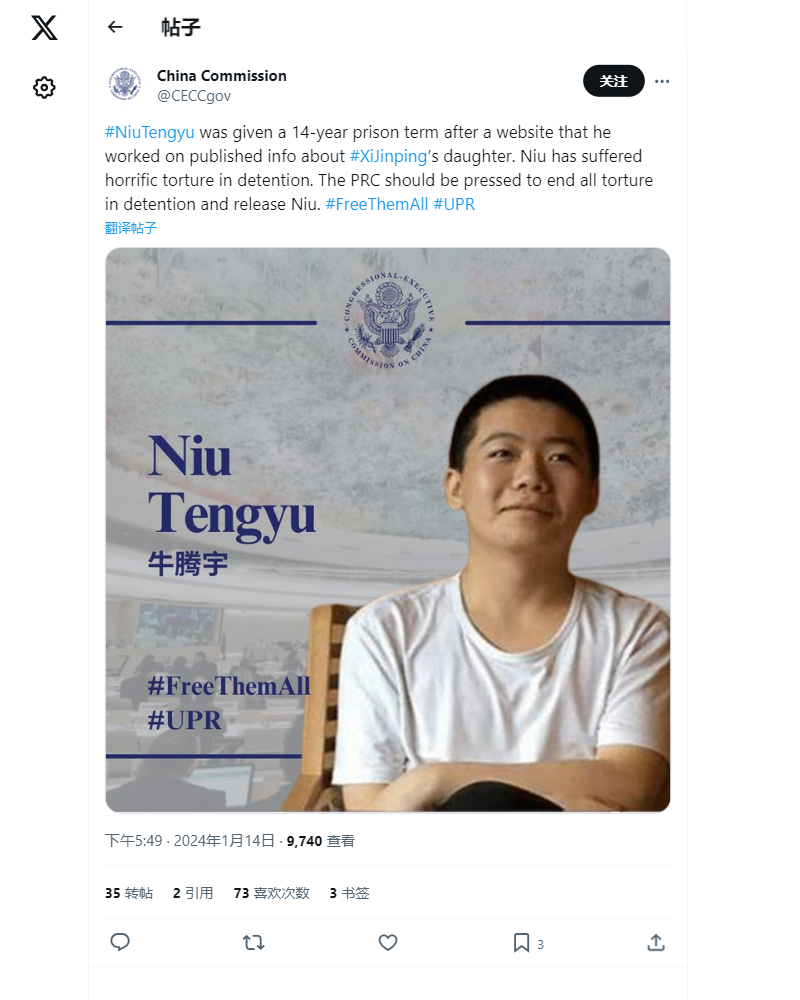 帖子
China Commission
@CECCgov
关注
#NiuTengyu was given a 14-year prison term after a website that he
worked on published info about #XiJinping's daughter. Niu has suffered
horrific torture in detention. The PRC should be pressed to end all torture
in detention and release Niu. #FreeThemAll #UPR
翻译帖子
CONGRESSIONAL-EXECUTIVE
COMMISSION ON CHINA
Niu
Tengyu
牛腾宇
#FreeThemAll
#UPR
下午5:49 · 2024年1月14日 · 9,740 查看
35 转帖 2 引用 73 喜欢次数 3 书签
3